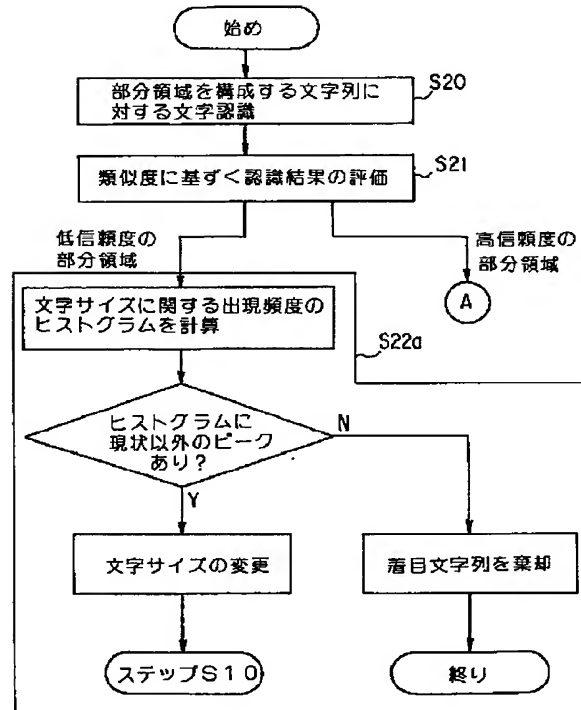 始め
部分領域を構成する文字列に
対する文字認識
S20
類似度に基ずく認識結果の評価
S21
低信頼度の
部分領域
高信頼度の
部分領域
A
文字サイズに関する出現頻度の
ヒストグラムを計算
S22a
ヒストグラムに
現状以外のピーク
あり？
N
Y
文字サイズの変更
着目文字列を棄却
ステップS10
終り